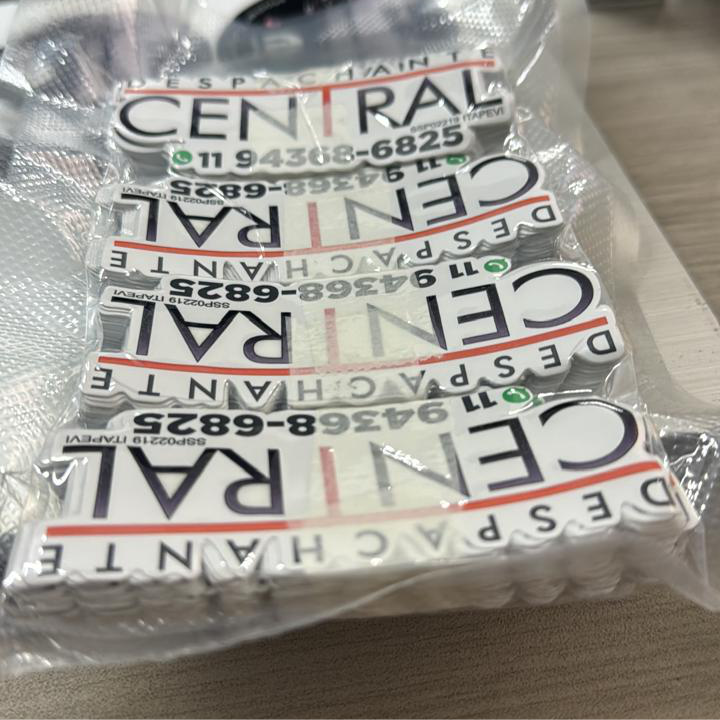 DESPACHANTE
CENTRAL
SSP02219 ITAPEVI
11 94368-6825
11 94368-6825
SSP02219 ITAPEVI
CENTRAL
DESPACHANTE
11 94368-6825
SSP02219 ITAPEVI
CENTRAL
DESPACHANTE
11 94368-6825
SSP02219 ITAPEVI
CENTRAL
DESPACHANTE